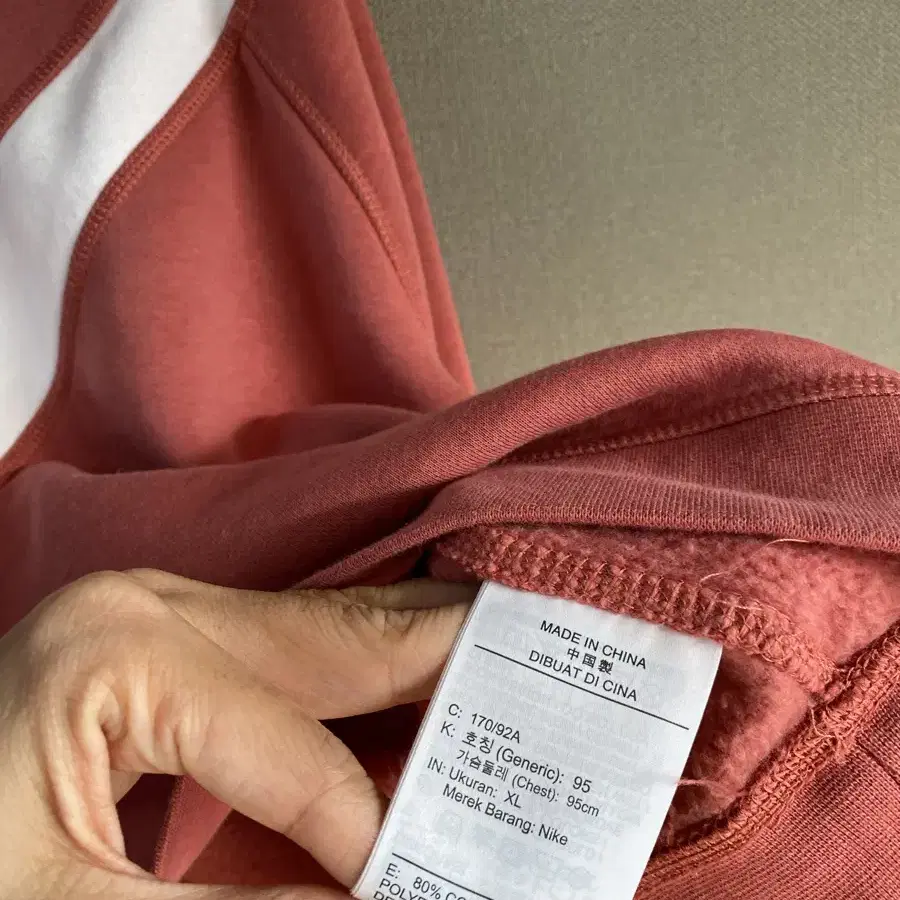 MADE IN CHINA
中国製
DIBUAT DI CINA
C: 170/92A
K: 호칭 (Generic): 95
가슴둘레 (Chest): 95cm
IN: Ukuran: XL
Merek Barang: Nike
E: 80% CO
POLYE